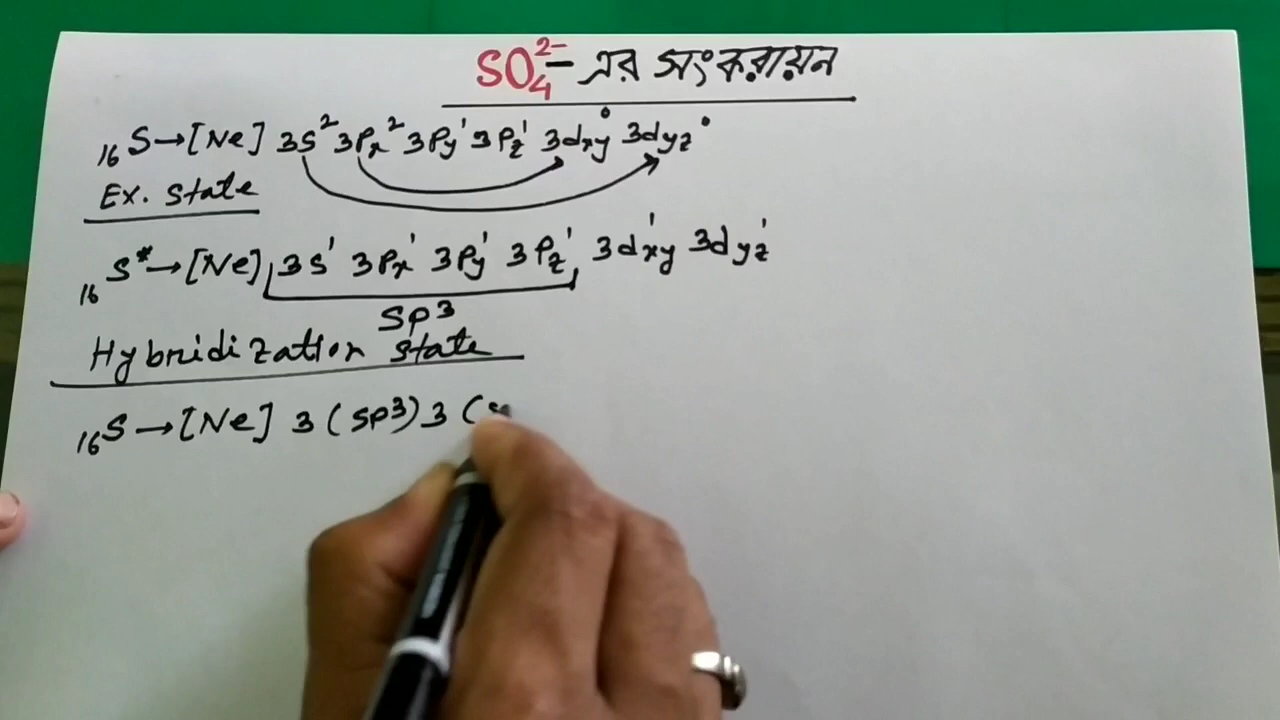 SO₄²⁻ - এর সংকরায়ন
₁₆S→[Ne] 3s² 3Px² 3Py¹ 3Pz¹ 3dxy⁰ 3dyz⁰
Ex. state
₁₆S*→[Ne] 3s¹ 3Px¹ 3Py¹ 3Pz¹ 3d¹xy 3dyz¹
SP³
Hybridization state
₁₆S→[Ne] 3 (SP³) 3 (